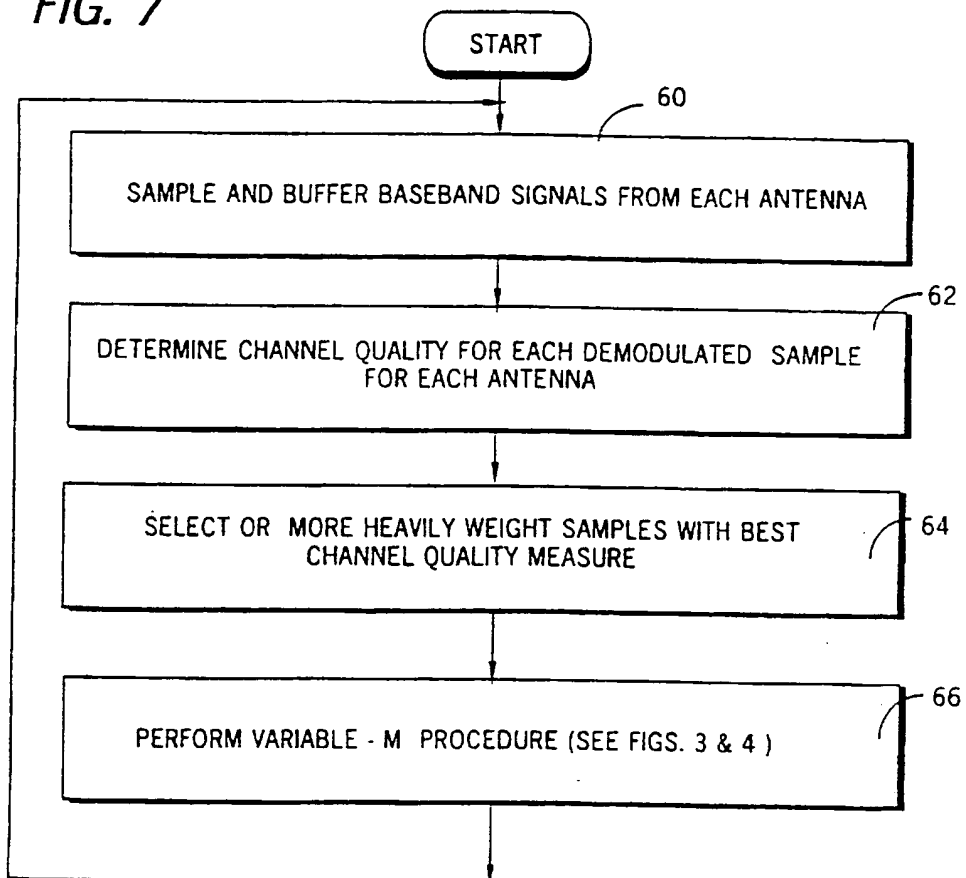 FIG. 7
START
60
SAMPLE AND BUFFER BASEBAND SIGNALS FROM EACH ANTENNA
62
DETERMINE CHANNEL QUALITY FOR EACH DEMODULATED SAMPLE
FOR EACH ANTENNA
SELECT OR MORE HEAVILY WEIGHT SAMPLES WITH BEST
CHANNEL QUALITY MEASURE
64
66
PERFORM VARIABLE - M PROCEDURE (SEE FIGS. 3 & 4 )